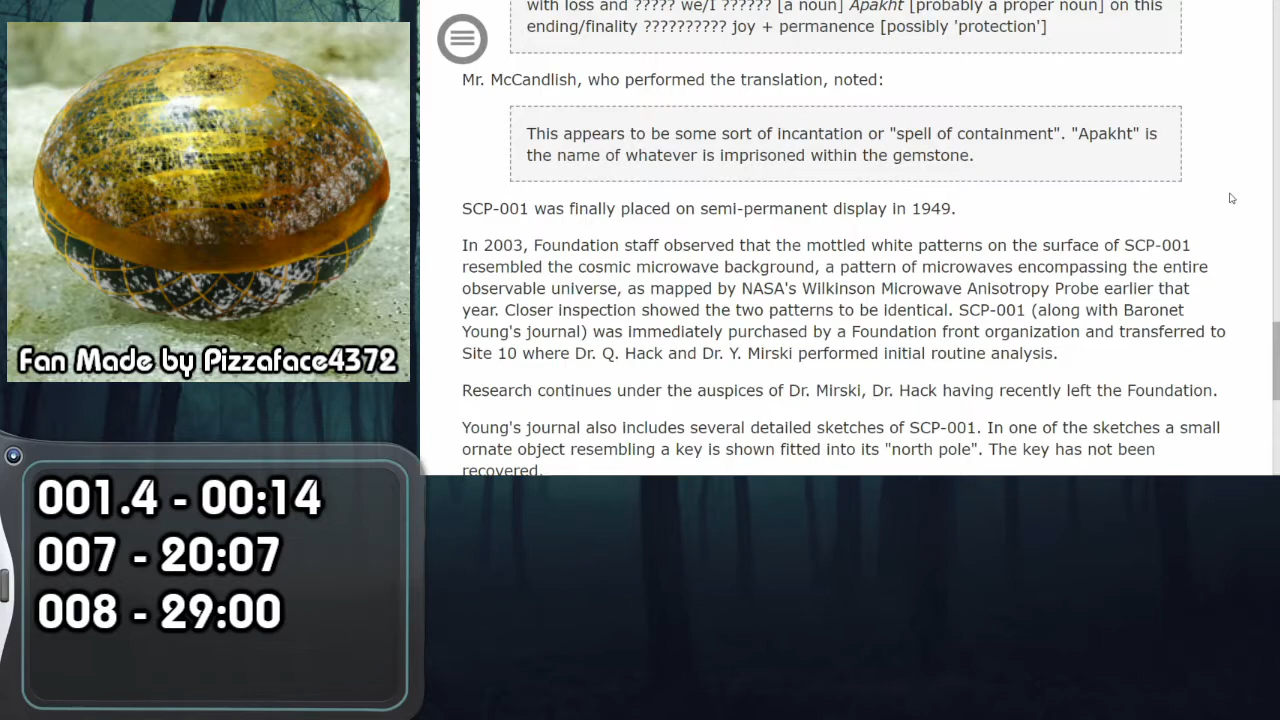 with loss and ????? we/I ?????? [a noun] Apakht [probably a proper noun] on this
ending/finality ?????????? joy + permanence [possibly 'protection']
Mr. McCandlish, who performed the translation, noted:
This appears to be some sort of incantation or "spell of containment". "Apakht" is
the name of whatever is imprisoned within the gemstone.
SCP-001 was finally placed on semi-permanent display in 1949.
In 2003, Foundation staff observed that the mottled white patterns on the surface of SCP-001
resembled the cosmic microwave background, a pattern of microwaves encompassing the entire
observable universe, as mapped by NASA's Wilkinson Microwave Anisotropy Probe earlier that
year. Closer inspection showed the two patterns to be identical. SCP-001 (along with Baronet
Young's journal) was immediately purchased by a Foundation front organization and transferred to
Site 10 where Dr. Q. Hack and Dr. Y. Mirski performed initial routine analysis.
Research continues under the auspices of Dr. Mirski, Dr. Hack having recently left the Foundation.
Young's journal also includes several detailed sketches of SCP-001. In one of the sketches a small
ornate object resembling a key is shown fitted into its "north pole". The key has not been
recovered.
Fan Made by Pizzaface4372
001.4 - 00:14
007 - 20:07
008 - 29:00